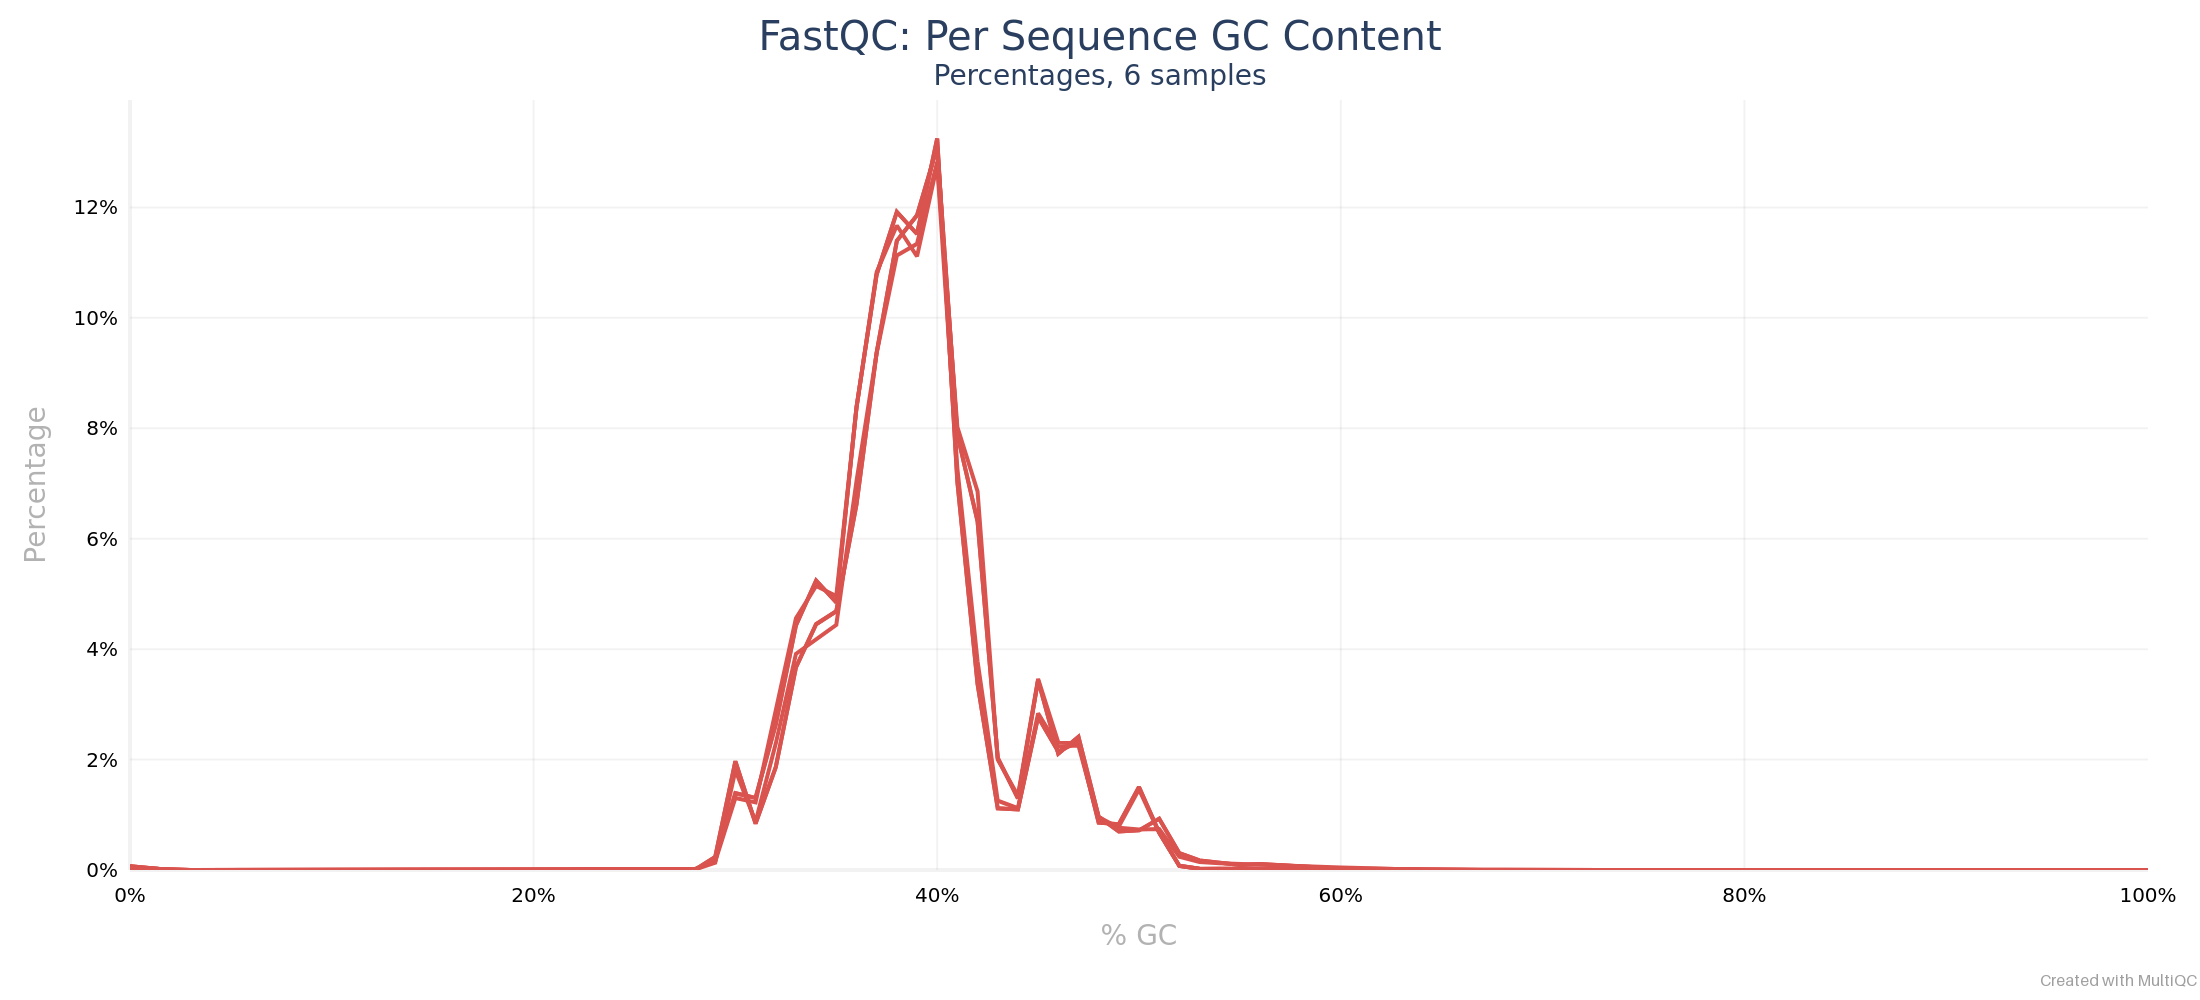 FastQC: Per Sequence GC Content
Percentages, 6 samples
12%
10%
8%
6%
4%
2%
0%
Percentage
0%
20%
40%
60%
80%
100%
% GC
Created with MultiQC